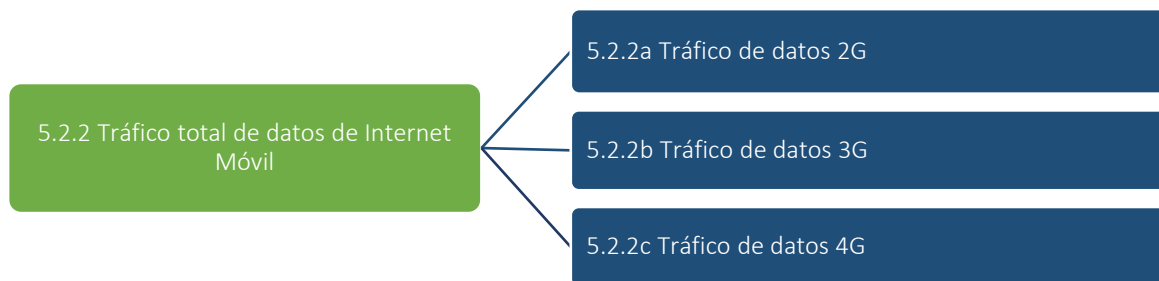 5.2.2 Tráfico total de datos de Internet
Móvil
5.2.2a Tráfico de datos 2G
5.2.2b Tráfico de datos 3G
5.2.2c Tráfico de datos 4G